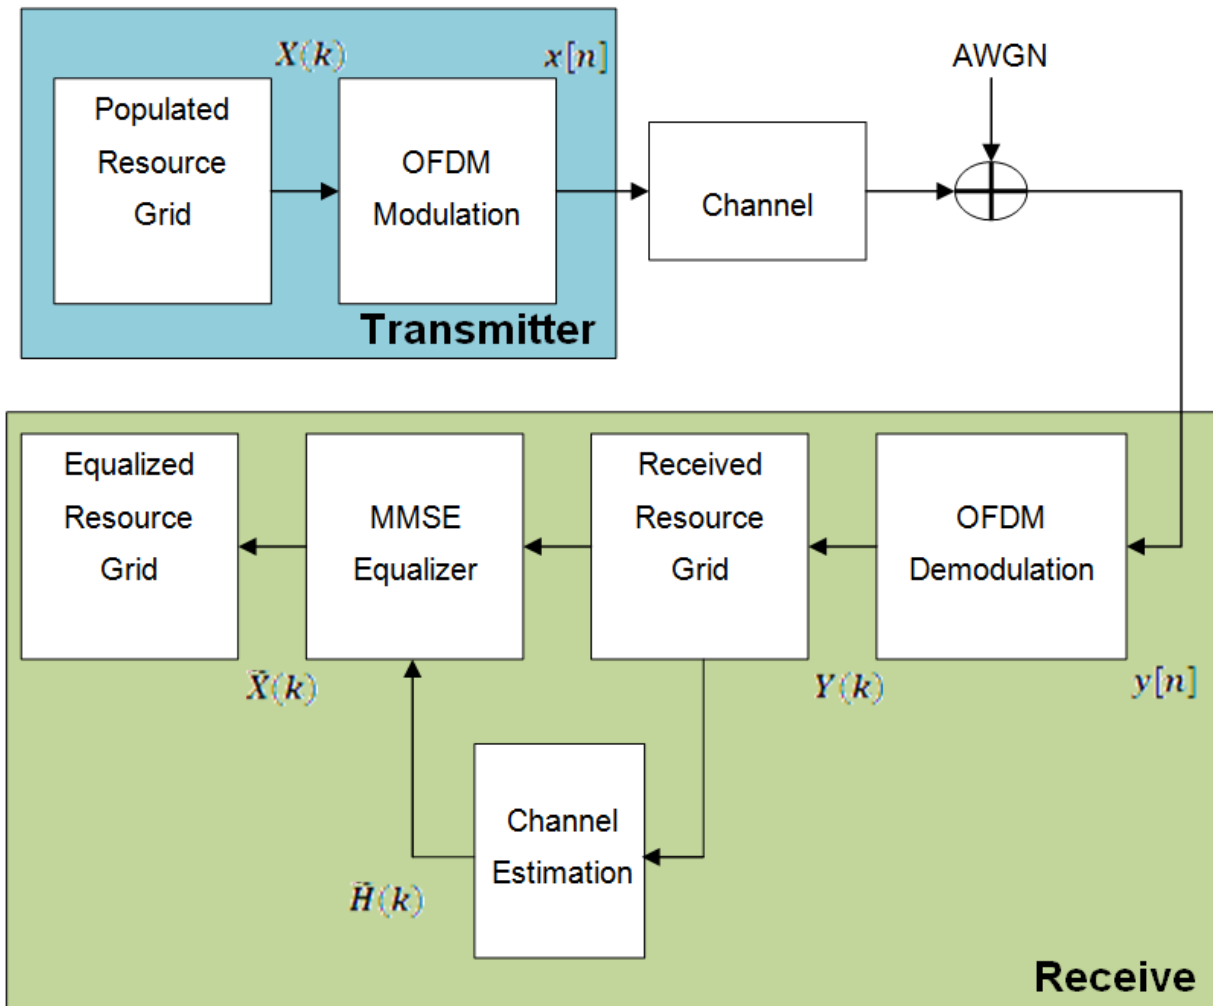 X(k)
x[n]
AWGN
Populated
Resource
Grid
OFDM
Modulation
Channel
Transmitter
Equalized
Resource
Grid
MMSE
Equalizer
Received
Resource
Grid
OFDM
Demodulation
X̄(k)
Y(k)
y[n]
Channel
Estimation
H̄(k)
Receive